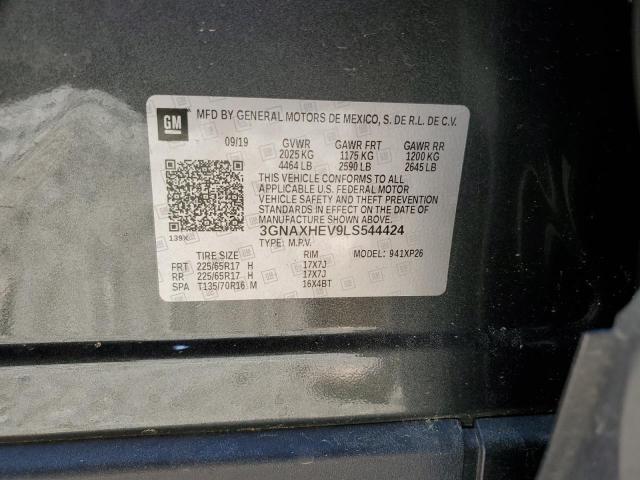 GM
MFD BY GENERAL MOTORS DE MEXICO, S. DE R.L. DE C.V.
09/19 GVWR GAWR FRT GAWR RR
2025 KG 1175 KG 1200 KG
4464 LB 2590 LB 2645 LB
THIS VEHICLE CONFORMS TO ALL
APPLICABLE U.S. FEDERAL MOTOR
VEHICLE SAFETY AND THEFT PREVENTION
STANDARDS IN EFFECT ON THE DATE OF
MANUFACTURE SHOWN ABOVE.
139X
3GNAXHEV9LS544424
TYPE: M.P.V. MODEL: 941XP26
TIRE SIZE RIM
FRT 225/65R17 H 17X7J
RR 225/65R17 H 17X7J
SPA T135/70R16 M 16X4BT